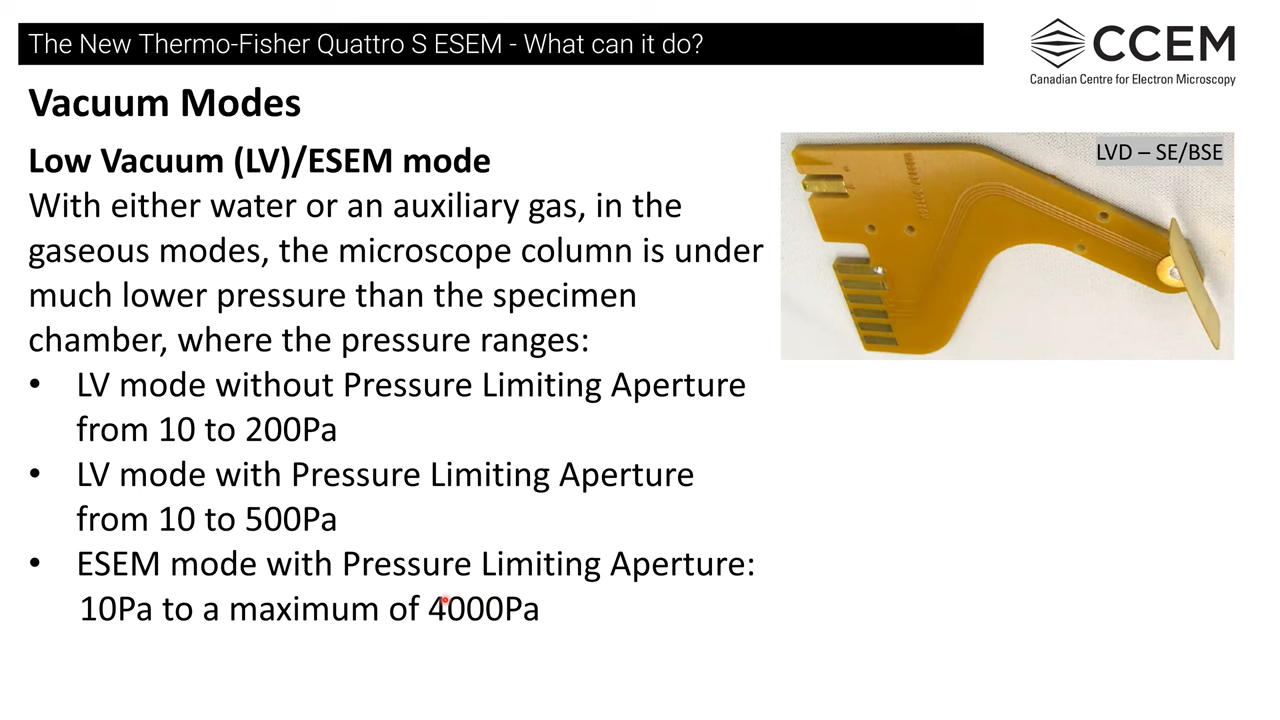 The New Thermo-Fisher Quattro S ESEM - What can it do?
CCEM
Canadian Centre for Electron Microscopy
Vacuum Modes
Low Vacuum (LV)/ESEM mode
With either water or an auxiliary gas, in the
gaseous modes, the microscope column is under
much lower pressure than the specimen
chamber, where the pressure ranges:
• LV mode without Pressure Limiting Aperture
from 10 to 200Pa
• LV mode with Pressure Limiting Aperture
from 10 to 500Pa
• ESEM mode with Pressure Limiting Aperture:
10Pa to a maximum of 4000Pa
LVD – SE/BSE